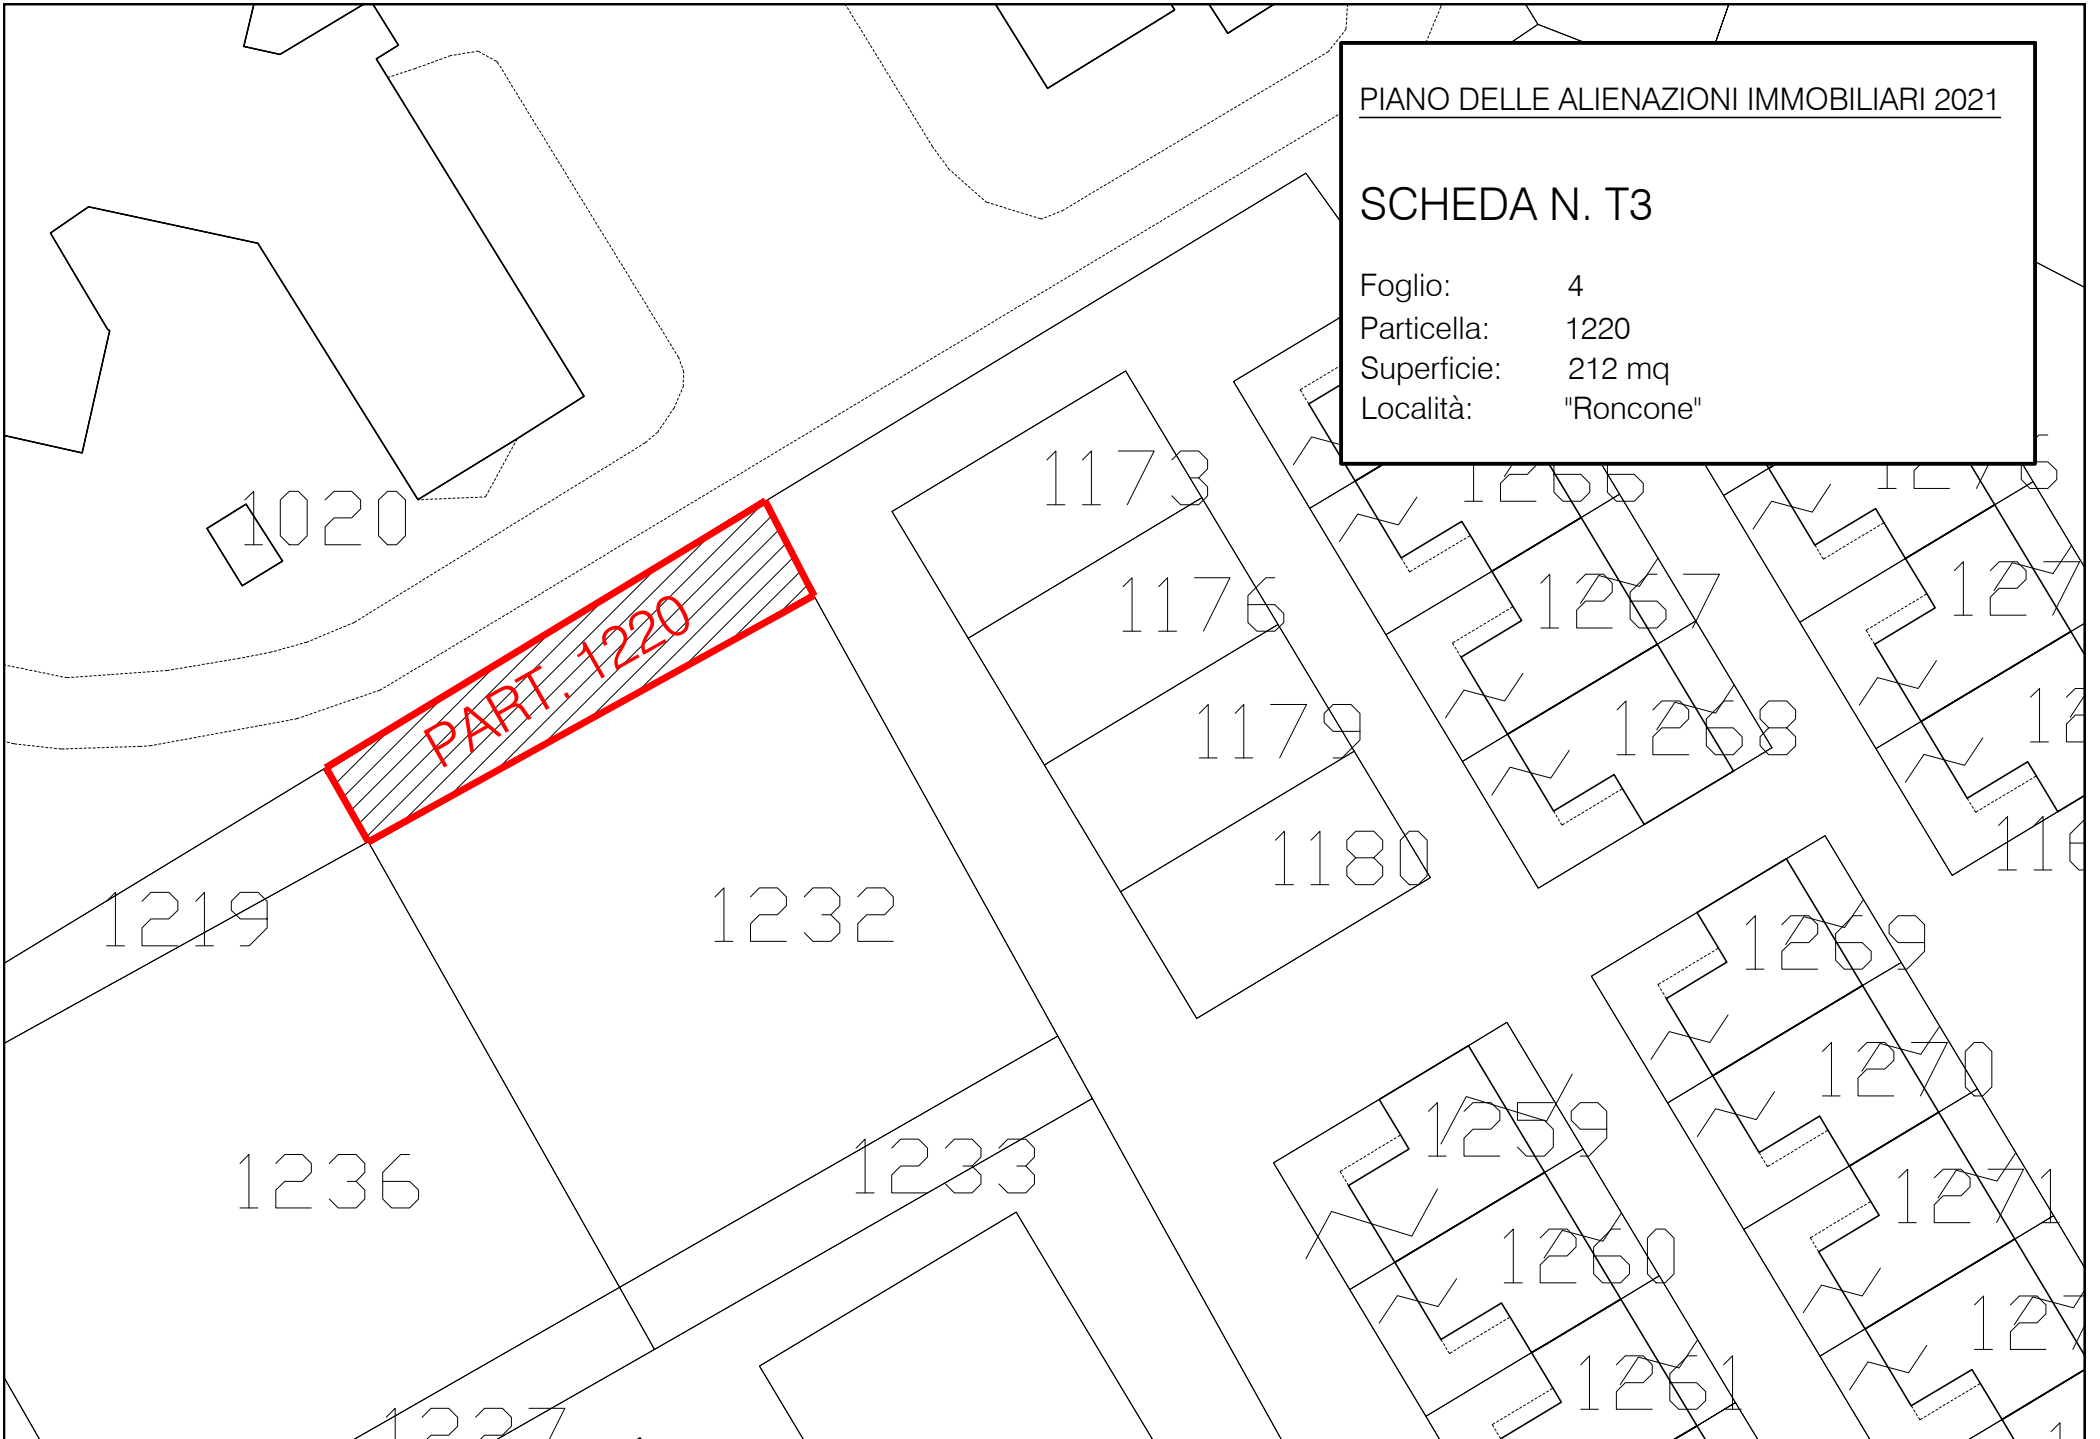 PIANO DELLE ALIENAZIONI IMMOBILIARI 2021
SCHEDA N. T3
Foglio: 4
Particella: 1220
Superficie: 212 mq
Località: "Roncone"
1020
PART. 1220
1173
1176
1179
1180
1267
1268
1219
1232
1236
1233
1269
1270
1271
1259
1260
1261